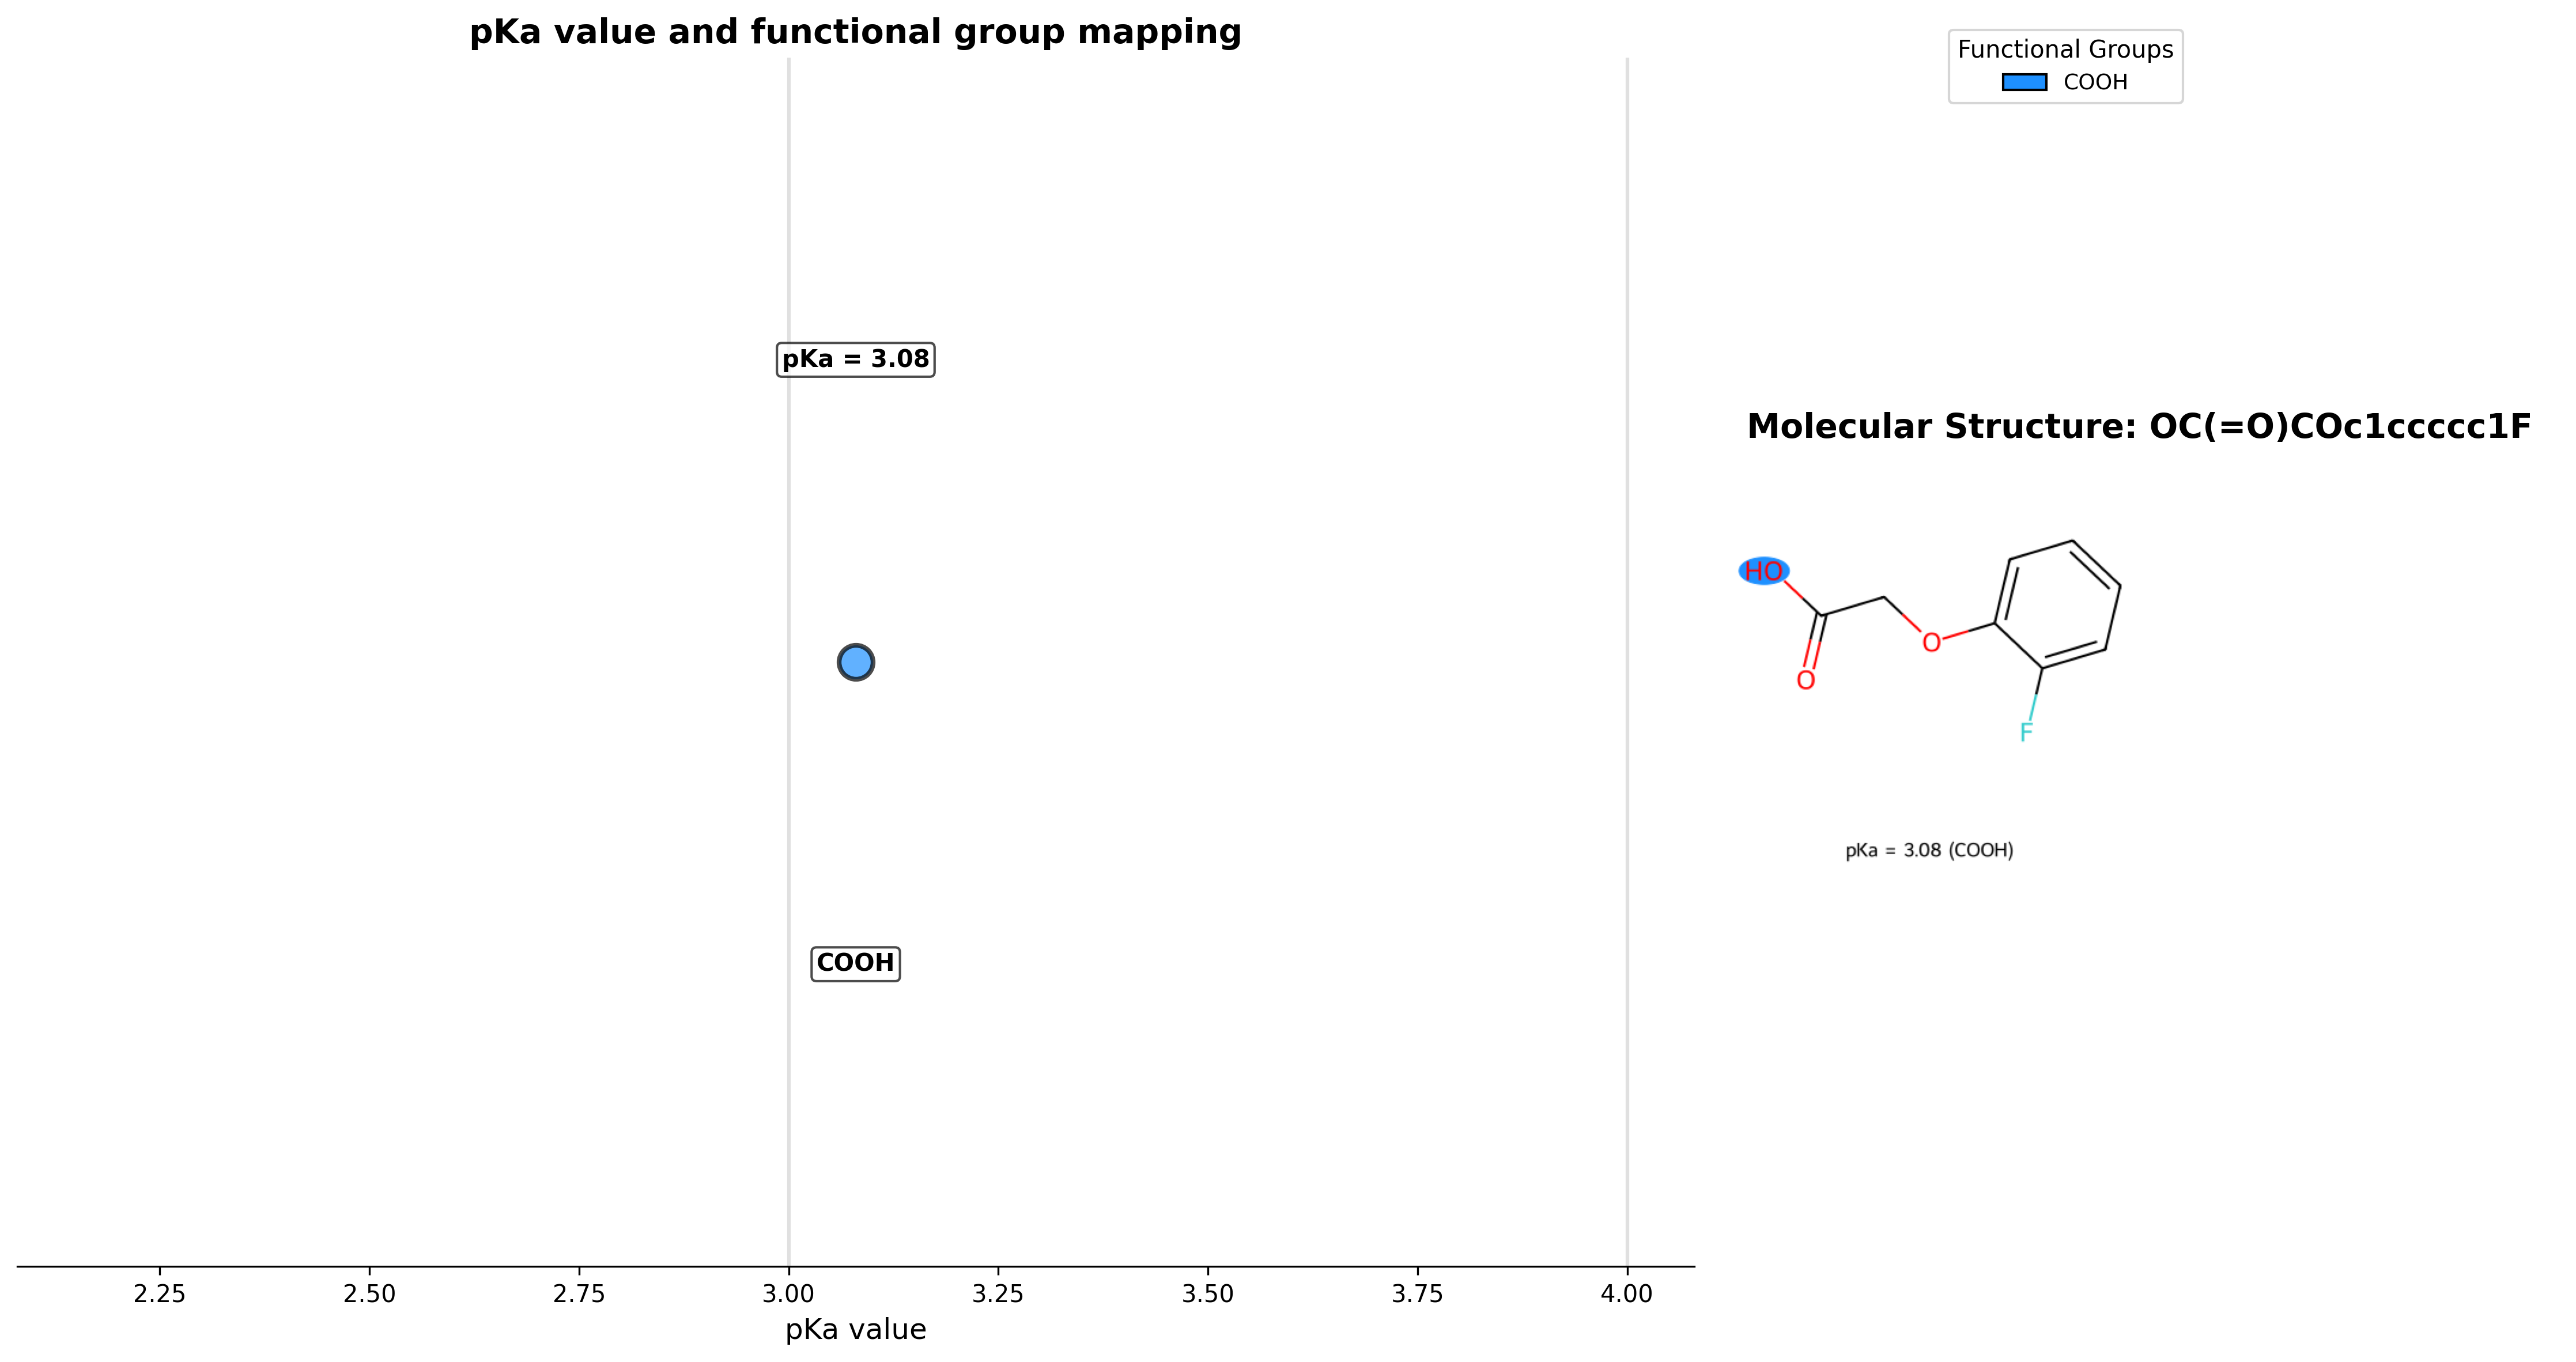 pKa value and functional group mapping
pKa = 3.08
COOH
2.25 2.50 2.75 3.00 3.25 3.50 3.75 4.00
pKa value
Functional Groups
COOH
Molecular Structure: OC(=O)COc1ccccc1F
HO
O
O
F
pKa = 3.08 (COOH)